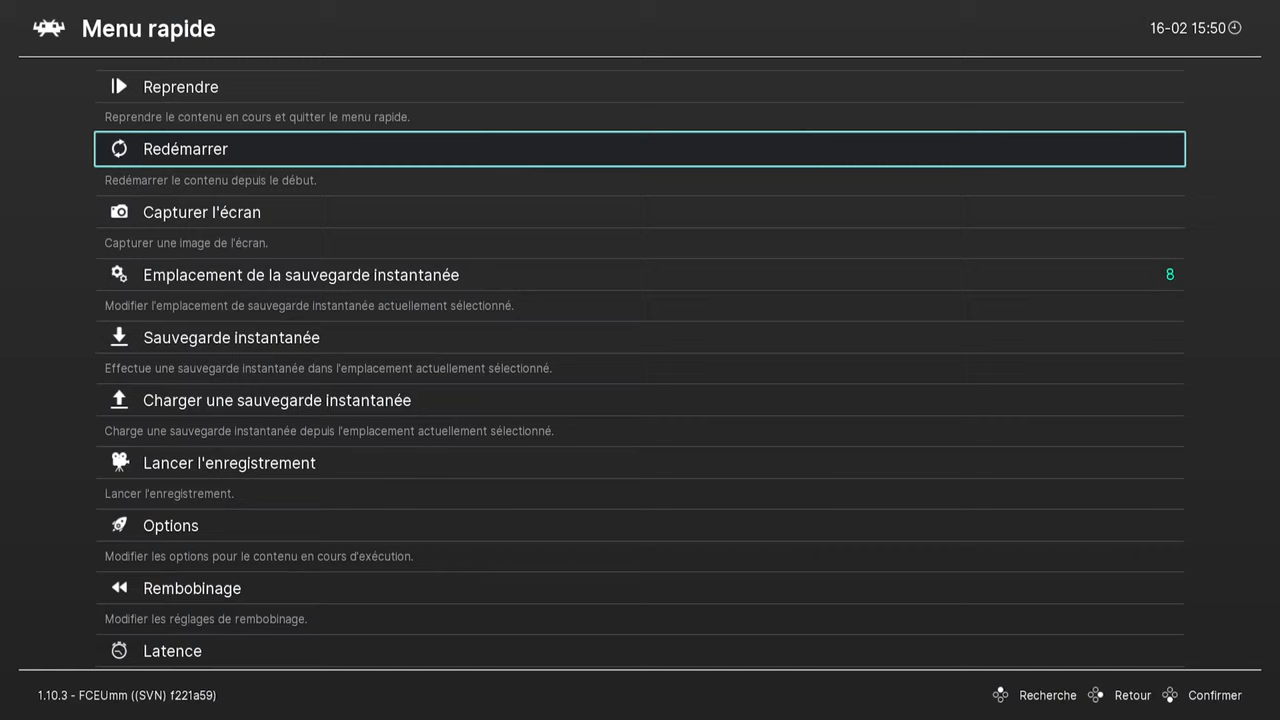 Menu rapide
16-02 15:50
Reprendre
Reprendre le contenu en cours et quitter le menu rapide.
Redémarrer
Redémarrer le contenu depuis le début.
Capturer l'écran
Capturer une image de l'écran.
Emplacement de la sauvegarde instantanée 8
Modifier l'emplacement de sauvegarde instantanée actuellement sélectionné.
Sauvegarde instantanée
Effectue une sauvegarde instantanée dans l'emplacement actuellement sélectionné.
Charger une sauvegarde instantanée
Charge une sauvegarde instantanée depuis l'emplacement actuellement sélectionné.
Lancer l'enregistrement
Lancer l'enregistrement.
Options
Modifier les options pour le contenu en cours d'exécution.
Rembobinage
Modifier les réglages de rembobinage.
Latence
1.10.3 - FCEUmm ((SVN) f221a59)
Recherche Retour Confirmer